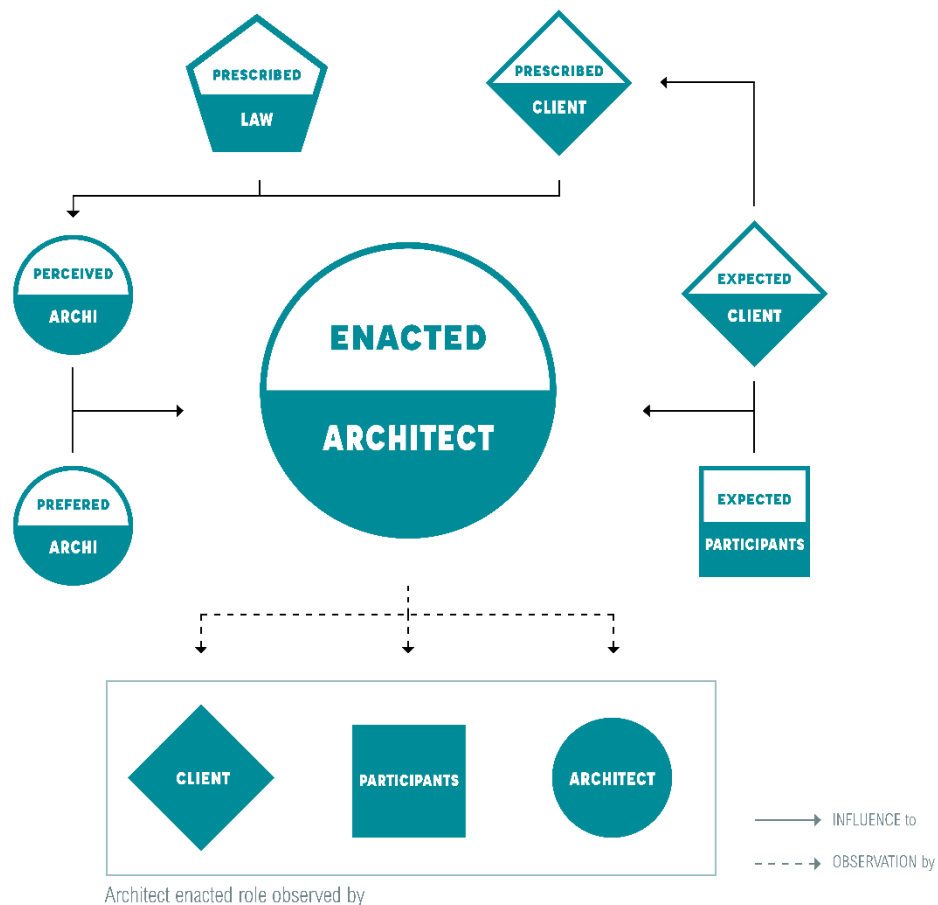 PRESCRIBED
LAW
PRESCRIBED
CLIENT
PERCEIVED
ARCHI
ENACTED
ARCHITECT
EXPECTED
CLIENT
PREFERED
ARCHI
EXPECTED
PARTICIPANTS
CLIENT
PARTICIPANTS
ARCHITECT
INFLUENCE to
OBSERVATION by
Architect enacted role observed by